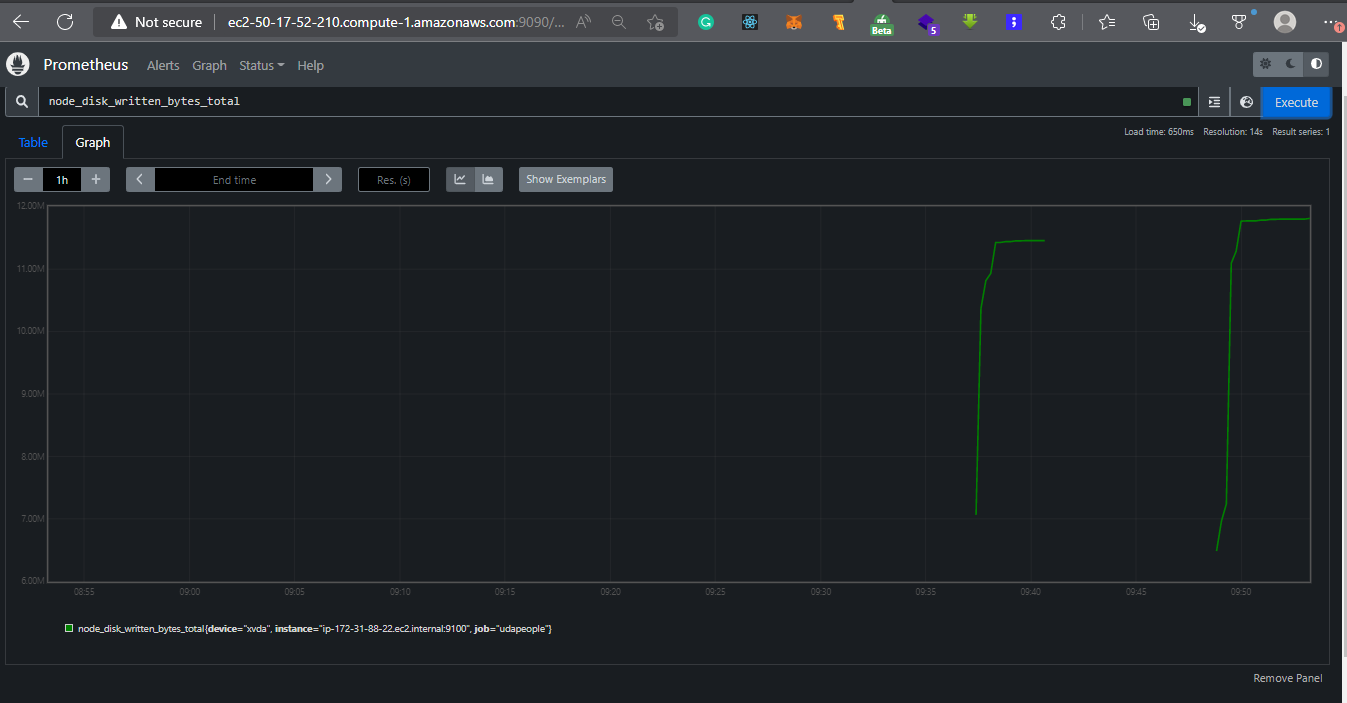 Not secure ec2-50-17-52-210.compute-1.amazonaws.com:9090/...
Beta
5
Prometheus Alerts Graph Status Help
node_disk_written_bytes_total
Execute
Table Graph
Load time: 650ms Resolution: 14s Result series: 1
1h
End time
Res. (s)
Show Exemplars
12.00M
11.00M
10.00M
9.00M
8.00M
7.00M
6.00M
08:55 09:00 09:05 09:10 09:15 09:20 09:25 09:30 09:35 09:40 09:45 09:50
node_disk_written_bytes_total{device="xvda", instance="ip-172-31-88-22.ec2.internal:9100", job="udapeople"}
Remove Panel